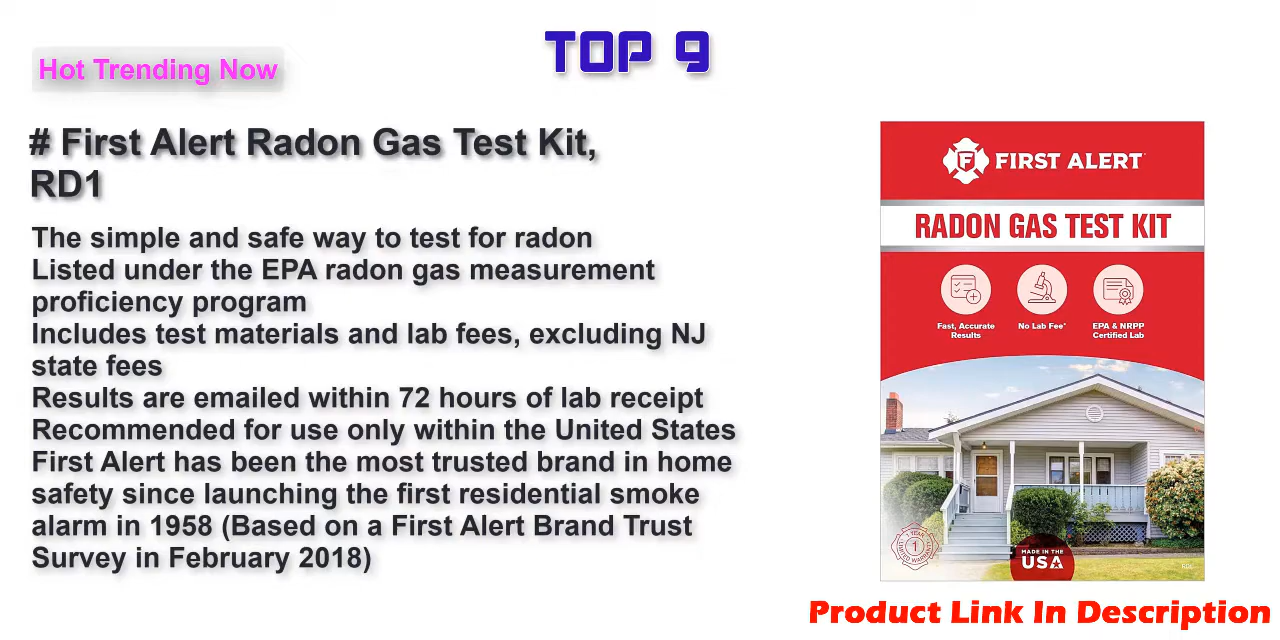 TOP 9
Hot Trending Now
# First Alert Radon Gas Test Kit,
RD1
The simple and safe way to test for radon
Listed under the EPA radon gas measurement
proficiency program
Includes test materials and lab fees, excluding NJ
state fees
Results are emailed within 72 hours of lab receipt
Recommended for use only within the United States
First Alert has been the most trusted brand in home
safety since launching the first residential smoke
alarm in 1958 (Based on a First Alert Brand Trust
Survey in February 2018)
F FIRST ALERT
RADON GAS TEST KIT
Fast, Accurate
Results
No Lab Fee*
EPA & NRPP
Certified Lab
1 YEAR
1
LIMITED WARRANTY
MADE IN THE
USA
Product Link In Description